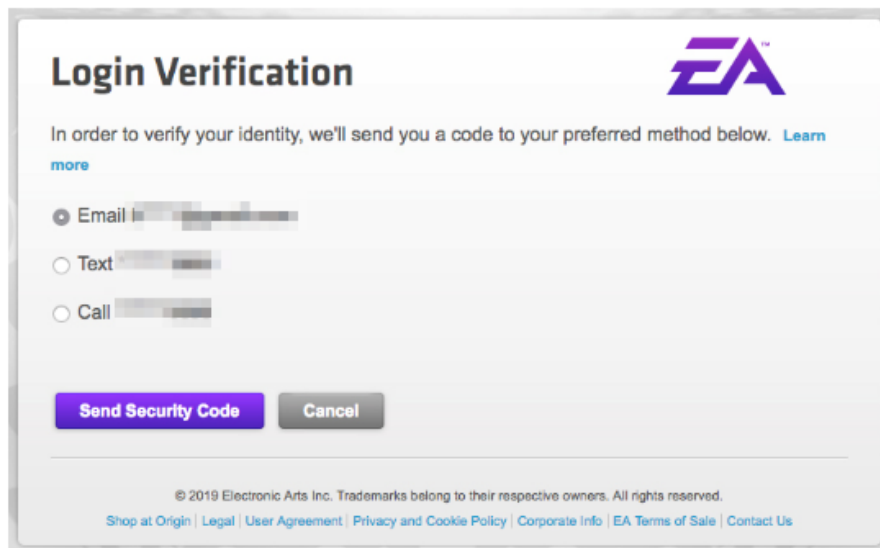 Login Verification
EA™
In order to verify your identity, we'll send you a code to your preferred method below. Learn
more
Email
Text
Call
Send Security Code
Cancel
© 2019 Electronic Arts Inc. Trademarks belong to their respective owners. All rights reserved.
Shop at Origin | Legal | User Agreement | Privacy and Cookie Policy | Corporate Info | EA Terms of Sale | Contact Us